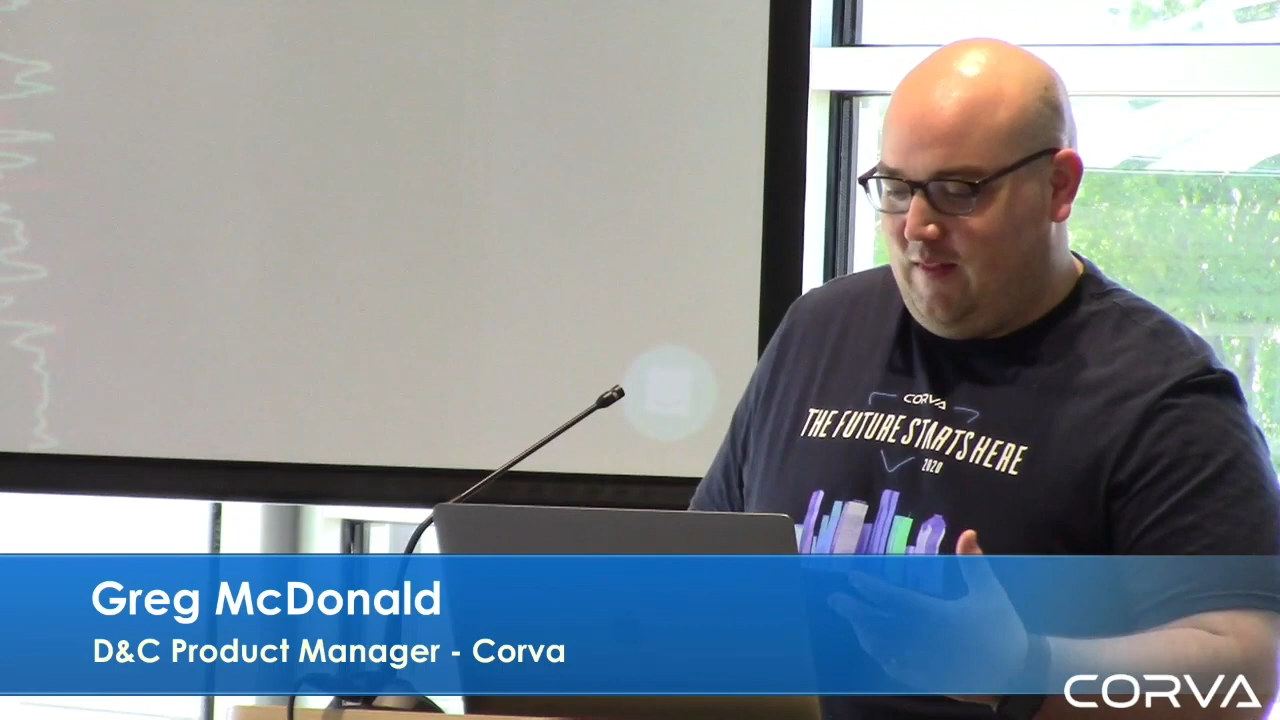 CORVA
THE FUTURE STARTS HERE
2020
Greg McDonald
D&C Product Manager - Corva
CORVA